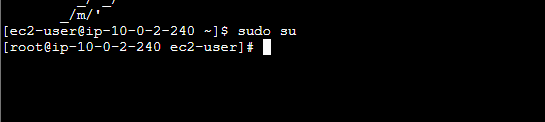 _/m/'
[ec2-user@ip-10-0-2-240 ~]$ sudo su
[root@ip-10-0-2-240 ec2-user]#